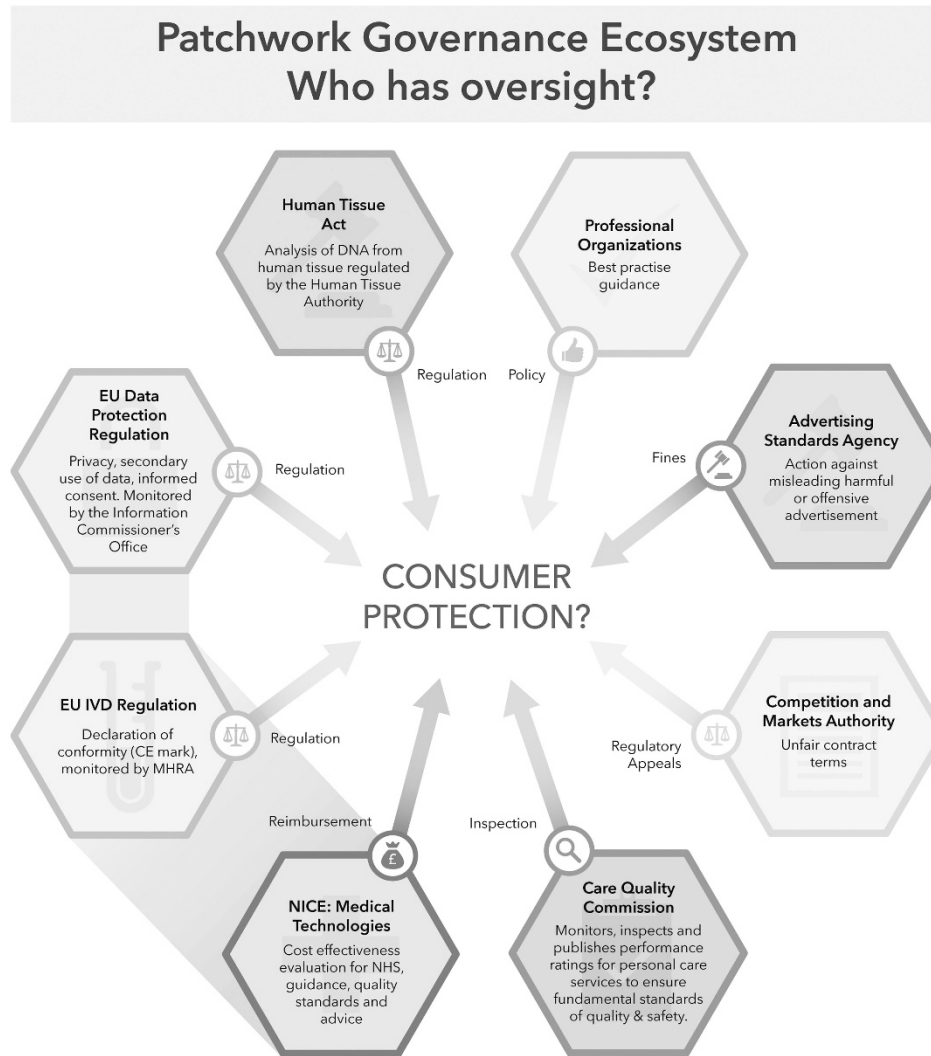 Patchwork Governance Ecosystem
Who has oversight?
Human Tissue
Act
Analysis of DNA from
human tissue regulated
by the Human Tissue
Authority
Regulation
Professional
Organizations
Best practise
guidance
Policy
EU Data
Protection
Regulation
Privacy, secondary
use of data, informed
consent. Monitored
by the Information
Commissioner's
Office
Regulation
Advertising
Standards Agency
Action against
misleading harmful
or offensive
advertisement
Fines
CONSUMER
PROTECTION?
EU IVD Regulation
Declaration of
conformity (CE mark),
monitored by MHRA
Regulation
Competition and
Markets Authority
Unfair contract
terms
Regulatory
Appeals
Reimbursement
£
NICE: Medical
Technologies
Cost effectiveness
evaluation for NHS,
guidance, quality
standards and
advice
Inspection
Care Quality
Commission
Monitors, inspects and
publishes performance
ratings for personal care
services to ensure
fundamental standards
of quality & safety.